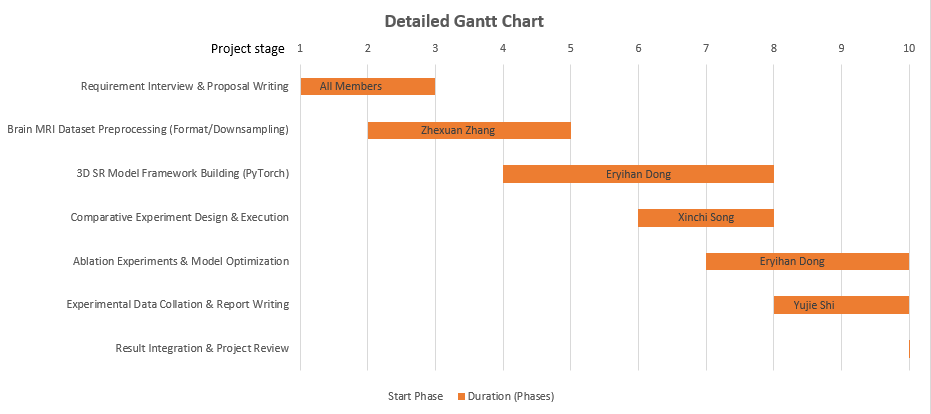 Detailed Gantt Chart
Project stage 1 2 3 4 5 6 7 8 9 10
Requirement Interview & Proposal Writing All Members
Brain MRI Dataset Preprocessing (Format/Downsampling) Zhexuan Zhang
3D SR Model Framework Building (PyTorch) Eryihan Dong
Comparative Experiment Design & Execution Xinchi Song
Ablation Experiments & Model Optimization Eryihan Dong
Experimental Data Collation & Report Writing Yujie Shi
Result Integration & Project Review
Start Phase Duration (Phases)